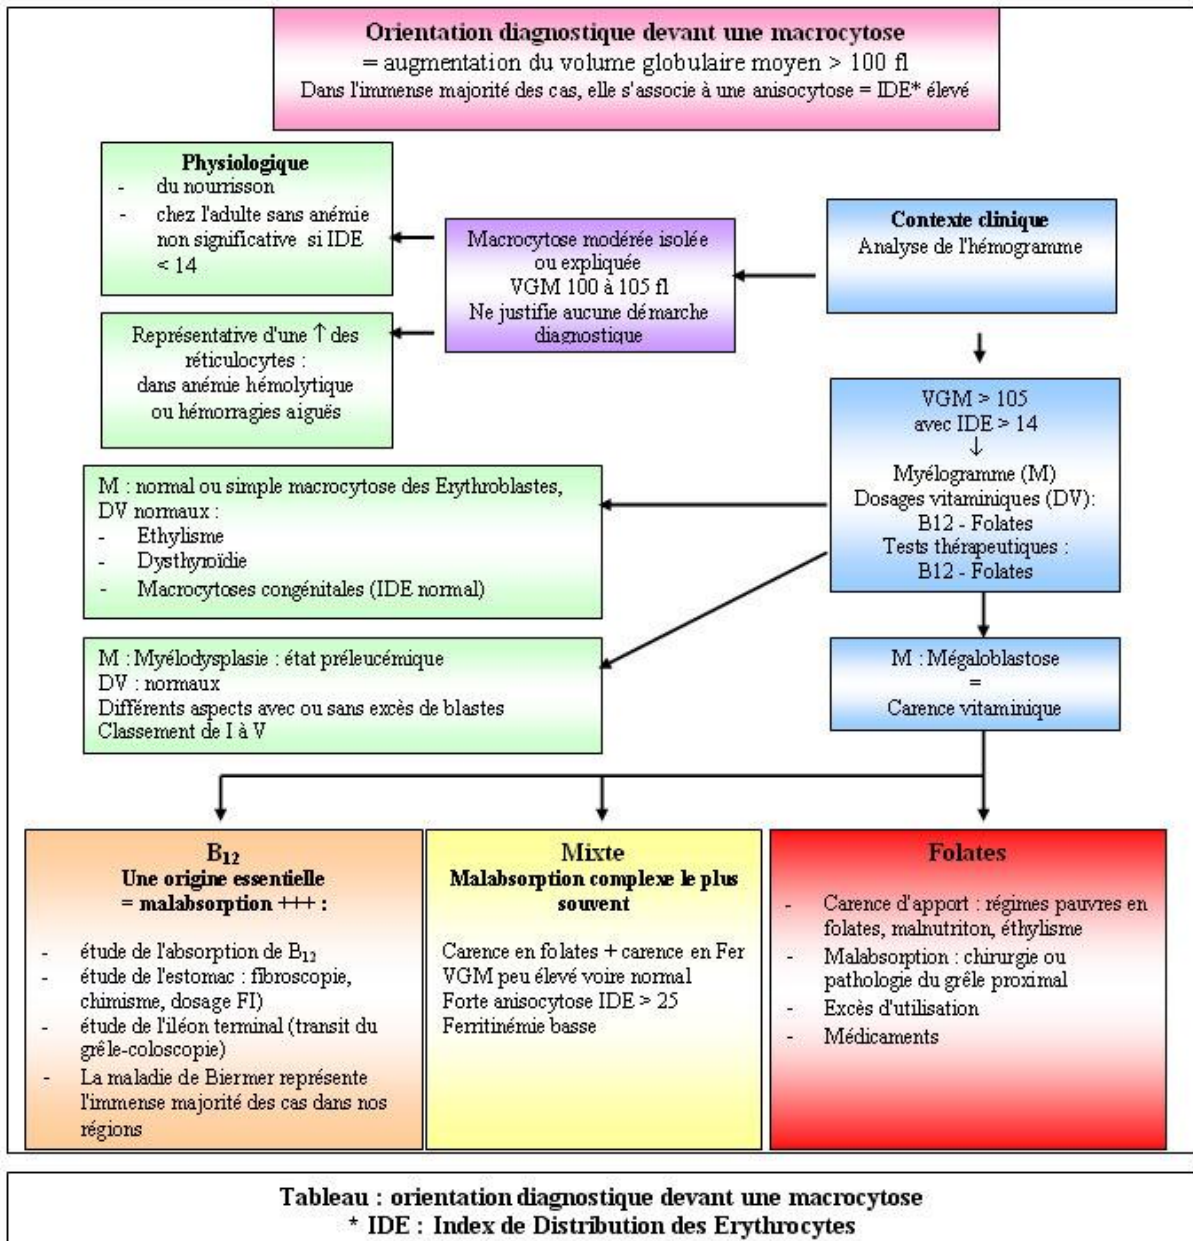 Orientation diagnostique devant une macrocytose
= augmentation du volume globulaire moyen > 100 fl
Dans l'immense majorité des cas, elle s'associe à une anisocytose = IDE* élevé
Physiologique
- du nourrisson
- chez l'adulte sans anémie
non significative si IDE
< 14
Macrocytose modérée isolée
ou expliquée
VGM 100 à 105 fl
Ne justifie aucune démarche
diagnostique
Contexte clinique
Analyse de l'hémogramme
Représentative d'une ↑ des
réticulocytes :
dans anémie hémolytique
ou hémorragies aiguës
VGM > 105
avec IDE > 14
↓
Myélogramme (M)
Dosages vitaminiques (DV):
B12 - Folates
Tests thérapeutiques :
B12 - Folates
M : normal ou simple macrocytose des Erythroblastes,
DV normaux :
- Ethylisme
- Dysthyroïdie
- Macrocytoses congénitales (IDE normal)
M : Myélodysplasie : état préleucémique
DV : normaux
Différents aspects avec ou sans excès de blastes
Classement de I à V
M : Mégaloblastose
=
Carence vitaminique
B₁₂
Une origine essentielle
= malabsorption +++ :
- étude de l'absorption de B₁₂
- étude de l'estomac : fibroscopie,
chimisme, dosage FI)
- étude de l'iléon terminal (transit du
grêle-coloscopie)
- La maladie de Biermer représente
l'immense majorité des cas dans nos
régions
Mixte
Malabsorption complexe le plus
souvent
Carence en folates + carence en Fer
VGM peu élevé voire normal
Forte anisocytose IDE > 25
Ferritinémie basse
Folates
- Carence d'apport : régimes pauvres en
folates, malnutriton, éthylisme
- Malabsorption : chirurgie ou
pathologie du grêle proximal
- Excès d'utilisation
- Médicaments
Tableau : orientation diagnostique devant une macrocytose
* IDE : Index de Distribution des Erythrocytes